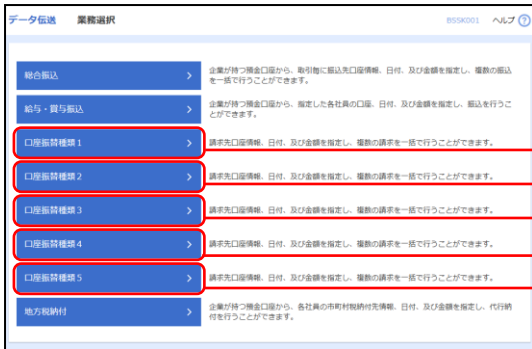 データ伝送 業務選択 BSSK001 ヘルプ ?
総合振込 >
企業が持つ預金口座から、取引毎に振込先口座情報、日付、及び金額を指定し、複数の振込
を一括で行うことができます。
給与・賞与振込 >
企業が持つ預金口座から、指定した各社員の口座、日付、及び金額を指定し、振込を行うこ
とができます。
口座振替種類1 >
請求先口座情報、日付、及び金額を指定し、複数の請求を一括で行うことができます。
口座振替種類2 >
請求先口座情報、日付、及び金額を指定し、複数の請求を一括で行うことができます。
口座振替種類3 >
請求先口座情報、日付、及び金額を指定し、複数の請求を一括で行うことができます。
口座振替種類4 >
請求先口座情報、日付、及び金額を指定し、複数の請求を一括で行うことができます。
口座振替種類5 >
請求先口座情報、日付、及び金額を指定し、複数の請求を一括で行うことができます。
地方税納付 >
企業が持つ預金口座から、各社員の市町村税納付先情報、日付、及び金額を指定し、代行納
付を行うことができます。